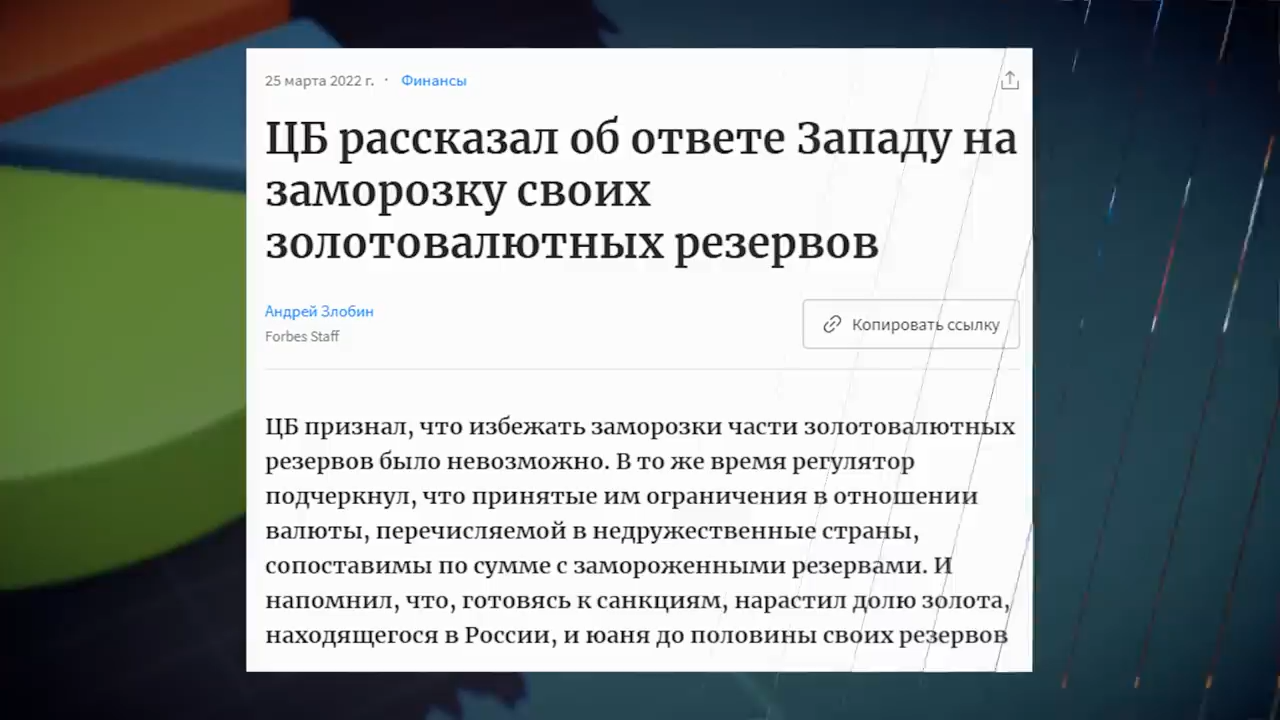 25 марта 2022 г. · Финансы
ЦБ рассказал об ответе Западу на
заморозку своих
золотовалютных резервов
Андрей Злобин
Forbes Staff
Копировать ссылку
ЦБ признал, что избежать заморозки части золотовалютных
резервов было невозможно. В то же время регулятор
подчеркнул, что принятые им ограничения в отношении
валюты, перечисляемой в недружественные страны,
сопоставимы по сумме с замороженными резервами. И
напомнил, что, готовясь к санкциям, нарастил долю золота,
находящегося в России, и юаня до половины своих резервов